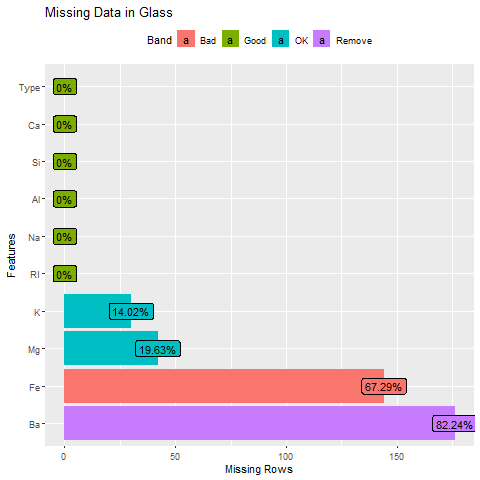 Missing Data in Glass
Band a Bad a Good a OK a Remove
Type 0%
Ca 0%
Si 0%
Al 0%
Na 0%
RI 0%
K 14.02%
Mg 19.63%
Fe 67.29%
Ba 82.24%
0 50 100 150
Missing Rows
Features